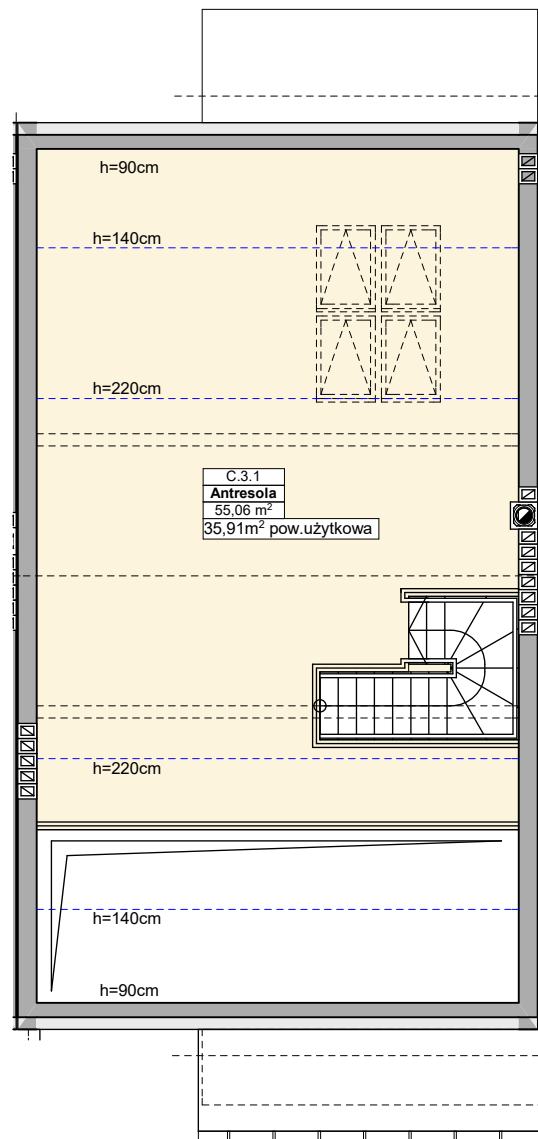 h=90cm
h=140cm
h=220cm
C.3.1
Antresola
55,06 m²
35,91m² pow.użytkowa
h=220cm
h=140cm
h=90cm